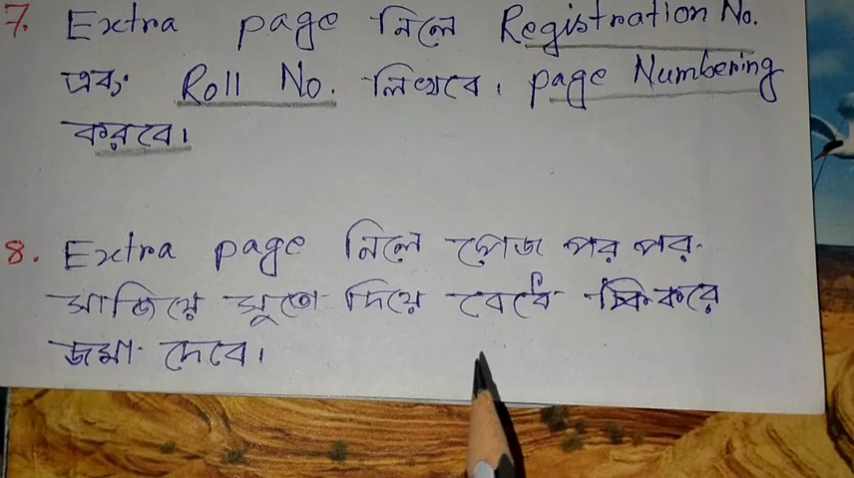 7. Extra page নিলে Registration No.
এবং Roll No. লিখবে। page Numbering
করবে।
8. Extra page নিলে পেজ পর পর
সাজিয়ে সুতো দিয়ে বেঁধে ঠিক করে
জমা দেবে।